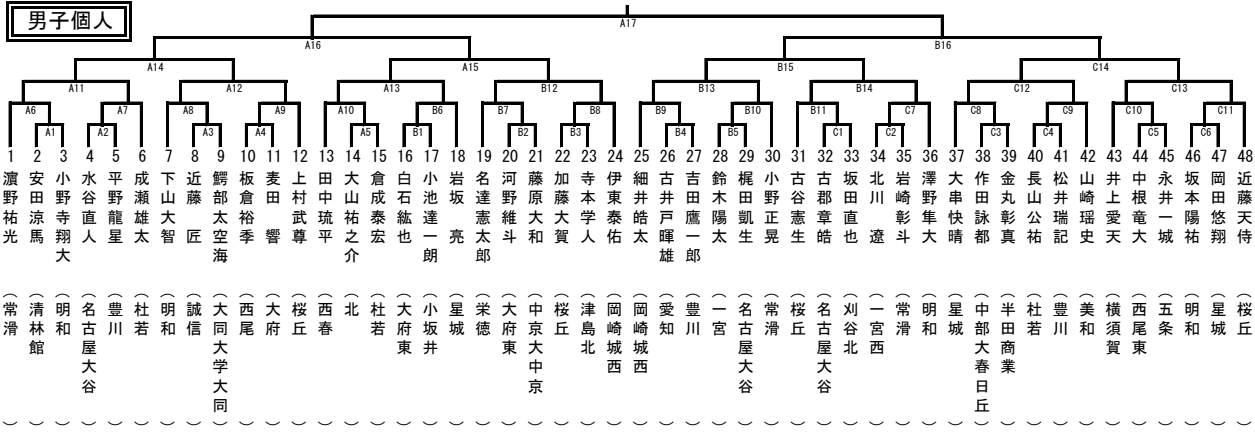 男子個人
A17
A16 B16
A14 A15 B15 C14
A11 A12 A13 B12 B13 B14 C12 C13
A6 A7 A8 A9 A10 B6 B7 B8 B9 B10 B11 C7 C8 C9 C10 C11
A1 A2 A3 A4 A5 B1 B2 B3 B4 B5 C1 C2 C3 C4 C5 C6
1 濵野祐光 （常滑）
2 安田涼馬 （清林館）
3 小野寺翔大 （明和）
4 水谷直人 （名古屋大谷）
5 平野龍星 （豊川）
6 成瀬雄太 （杜若）
7 下山大智 （明和）
8 近藤匠 （誠信）
9 鰐部太空海 （大同大学大同）
10 板倉裕季 （西尾）
11 麦田響 （大府）
12 上村武尊 （桜丘）
13 田中琉平 （西春）
14 大山祐之介 （北）
15 倉成泰宏 （杜若）
16 白石紘也 （大府東）
17 小池達一朗 （小坂井）
18 岩坂亮 （星城）
19 名達憲太郎 （栄徳）
20 河野維斗 （大府東）
21 藤原大和 （中京大中京）
22 加藤大賀 （桜丘）
23 寺本学人 （津島北）
24 伊東泰佑 （岡崎城西）
25 細井皓太 （岡崎城西）
26 古井戸暉雄 （愛知）
27 吉田鷹一郎 （豊川）
28 鈴木陽太 （一宮）
29 梶田凱生 （名古屋大谷）
30 小野正晃 （常滑）
31 古谷憲生 （桜丘）
32 古郡章皓 （名古屋大谷）
33 坂田直也 （刈谷北）
34 北川遼 （一宮西）
35 岩崎彰斗 （常滑）
36 澤野隼大 （明和）
37 大串快晴 （星城）
38 作田詠都 （中部大春日丘）
39 金丸彰真 （半田商業）
40 長山公祐 （杜若）
41 松井瑞記 （豊川）
42 山崎瑶史 （美和）
43 井上愛天 （横須賀）
44 中根竜大 （西尾東）
45 永井一城 （五条）
46 坂本陽祐 （明和）
47 岡田悠翔 （星城）
48 近藤天侍 （桜丘）